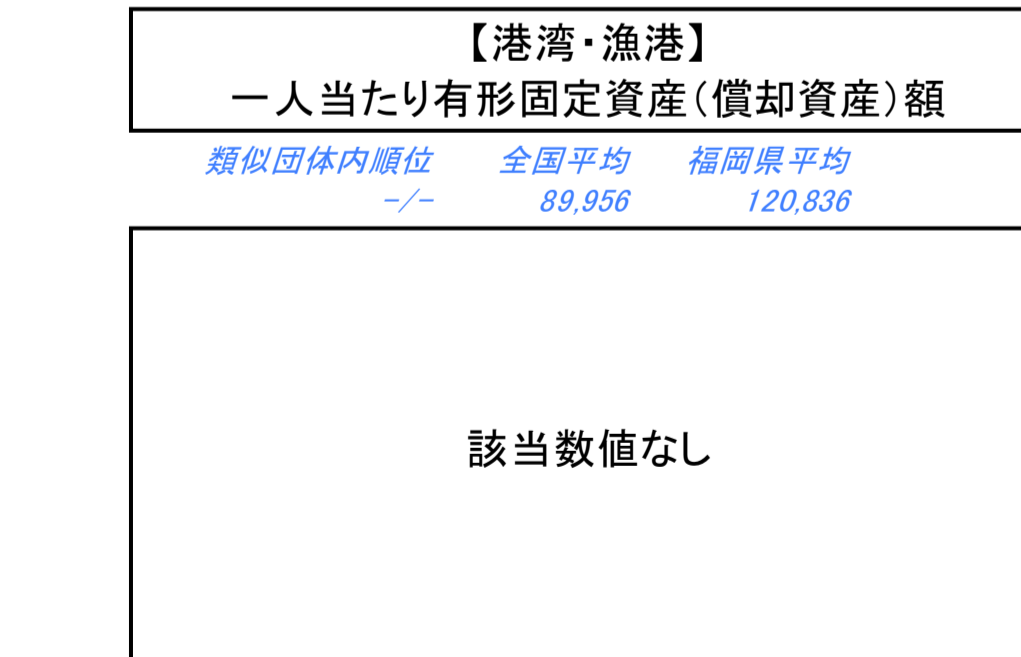 【港湾・漁港】
一人当たり有形固定資産(償却資産)額
類似団体内順位 全国平均 福岡県平均
-/- 89,956 120,836
該当数値なし